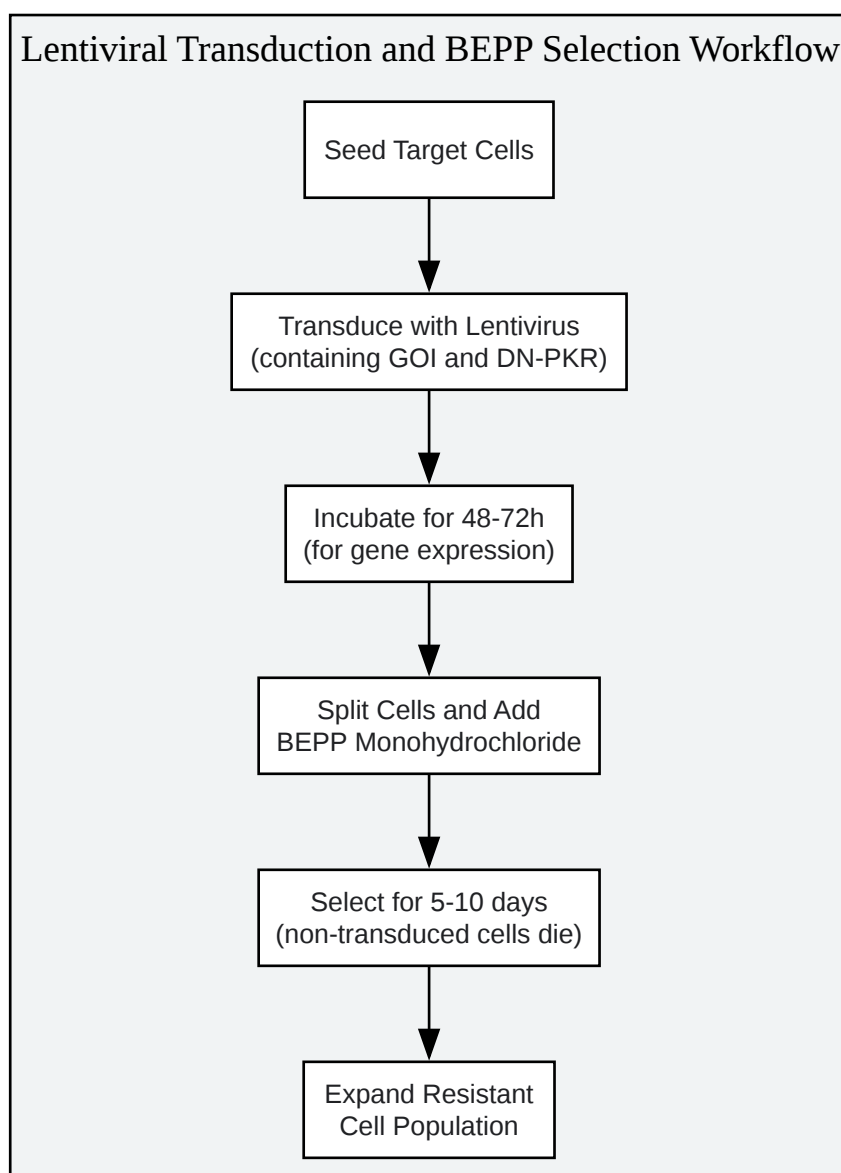 Lentiviral Transduction and BEPP Selection Workflow
Seed Target Cells
Transduce with Lentivirus
(containing GOI and DN-PKR)
Incubate for 48-72h
(for gene expression)
Split Cells and Add
BEPP Monohydrochloride
Select for 5-10 days
(non-transduced cells die)
Expand Resistant
Cell Population